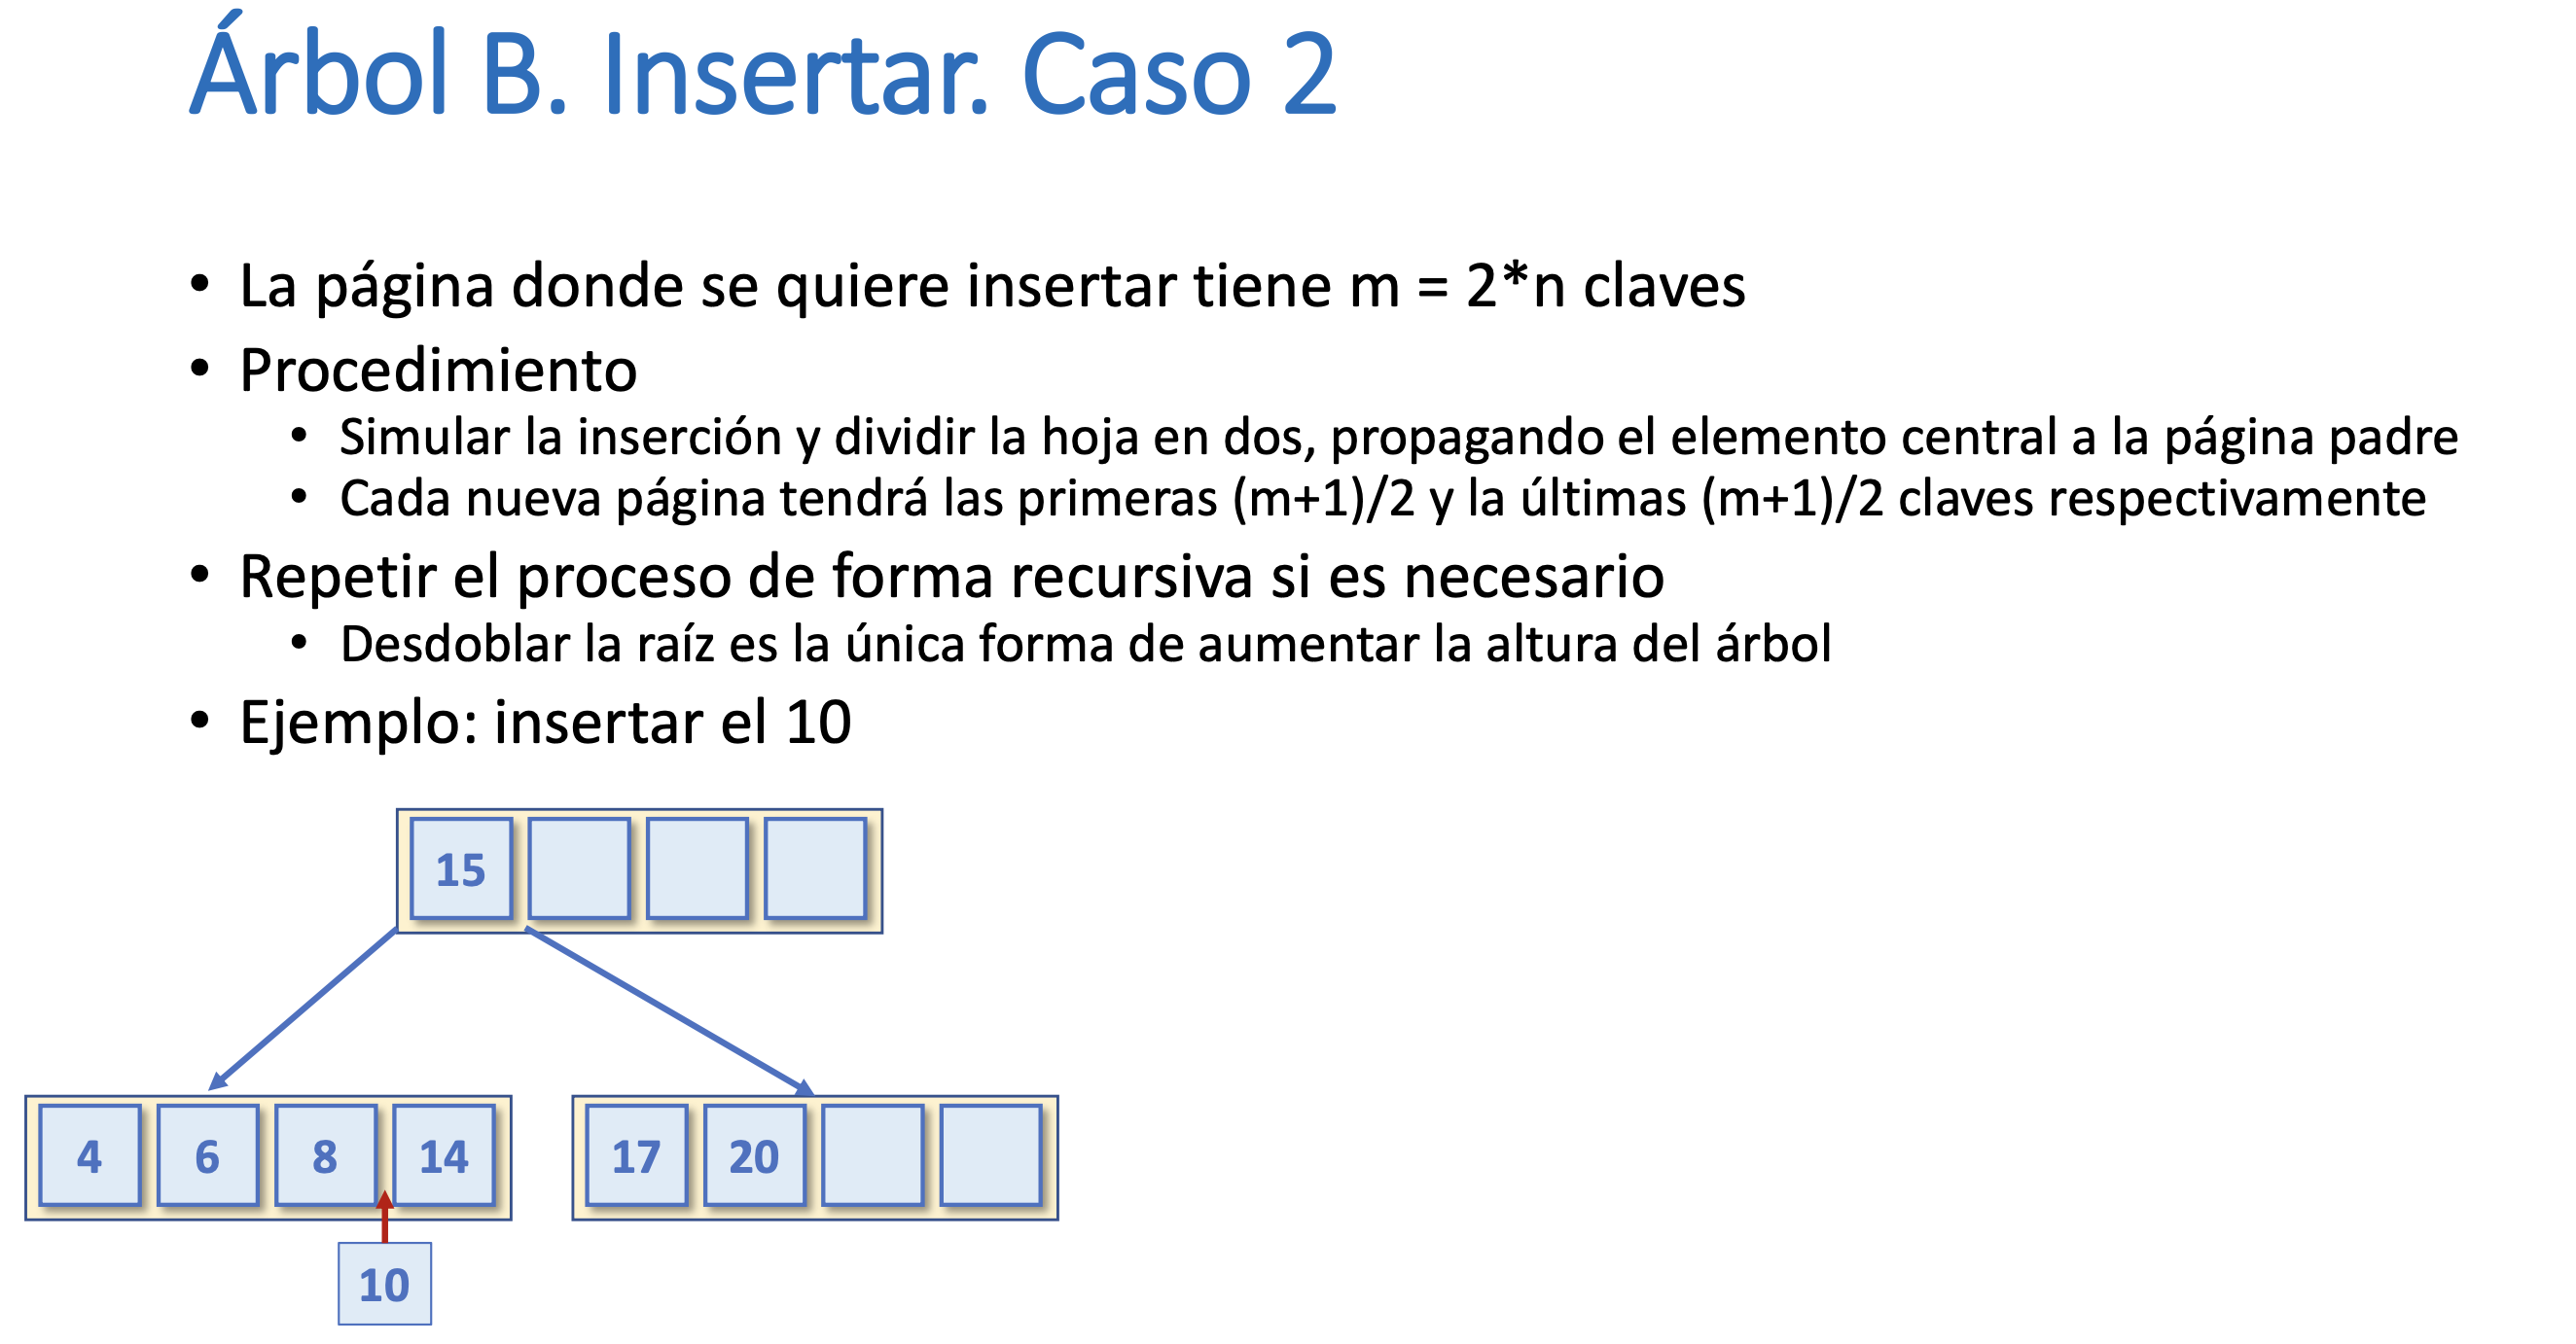 Árbol B. Insertar. Caso 2
• La página donde se quiere insertar tiene m = 2*n claves
• Procedimiento
• Simular la inserción y dividir la hoja en dos, propagando el elemento central a la página padre
• Cada nueva página tendrá las primeras (m+1)/2 y la últimas (m+1)/2 claves respectivamente
• Repetir el proceso de forma recursiva si es necesario
• Desdoblar la raíz es la única forma de aumentar la altura del árbol
• Ejemplo: insertar el 10
15
4 6 8 14 17 20
10